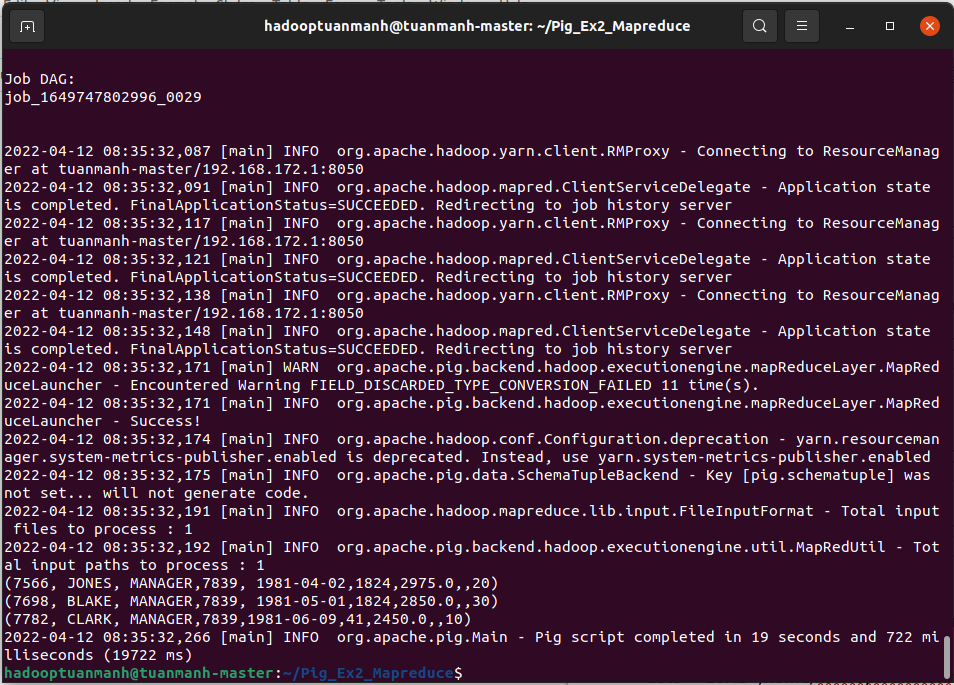 hadooptuanmanh@tuanmanh-master: ~/Pig_Ex2_Mapreduce
Job DAG:
job_1649747802996_0029
2022-04-12 08:35:32,087 [main] INFO  org.apache.hadoop.yarn.client.RMProxy - Connecting to ResourceManag
er at tuanmanh-master/192.168.172.1:8050
2022-04-12 08:35:32,091 [main] INFO  org.apache.hadoop.mapred.ClientServiceDelegate - Application state
is completed. FinalApplicationStatus=SUCCEEDED. Redirecting to job history server
2022-04-12 08:35:32,117 [main] INFO  org.apache.hadoop.yarn.client.RMProxy - Connecting to ResourceManag
er at tuanmanh-master/192.168.172.1:8050
2022-04-12 08:35:32,121 [main] INFO  org.apache.hadoop.mapred.ClientServiceDelegate - Application state
is completed. FinalApplicationStatus=SUCCEEDED. Redirecting to job history server
2022-04-12 08:35:32,138 [main] INFO  org.apache.hadoop.yarn.client.RMProxy - Connecting to ResourceManag
er at tuanmanh-master/192.168.172.1:8050
2022-04-12 08:35:32,148 [main] INFO  org.apache.hadoop.mapred.ClientServiceDelegate - Application state
is completed. FinalApplicationStatus=SUCCEEDED. Redirecting to job history server
2022-04-12 08:35:32,171 [main] WARN  org.apache.pig.backend.hadoop.executionengine.mapReduceLayer.MapRed
uceLauncher - Encountered Warning FIELD_DISCARDED_TYPE_CONVERSION_FAILED 11 time(s).
2022-04-12 08:35:32,171 [main] INFO  org.apache.pig.backend.hadoop.executionengine.mapReduceLayer.MapRed
uceLauncher - Success!
2022-04-12 08:35:32,174 [main] INFO  org.apache.hadoop.conf.Configuration.deprecation - yarn.resourceman
ager.system-metrics-publisher.enabled is deprecated. Instead, use yarn.system-metrics-publisher.enabled
2022-04-12 08:35:32,175 [main] INFO  org.apache.pig.data.SchemaTupleBackend - Key [pig.schematuple] was
not set... will not generate code.
2022-04-12 08:35:32,191 [main] INFO  org.apache.hadoop.mapreduce.lib.input.FileInputFormat - Total input
 files to process : 1
2022-04-12 08:35:32,192 [main] INFO  org.apache.pig.backend.hadoop.executionengine.util.MapRedUtil - Tot
al input paths to process : 1
(7566, JONES, MANAGER,7839, 1981-04-02,1824,2975.0,,20)
(7698, BLAKE, MANAGER,7839, 1981-05-01,1824,2850.0,,30)
(7782, CLARK, MANAGER,7839,1981-06-09,41,2450.0,,10)
2022-04-12 08:35:32,266 [main] INFO  org.apache.pig.Main - Pig script completed in 19 seconds and 722 mi
lliseconds (19722 ms)
hadooptuanmanh@tuanmanh-master:~/Pig_Ex2_Mapreduce$